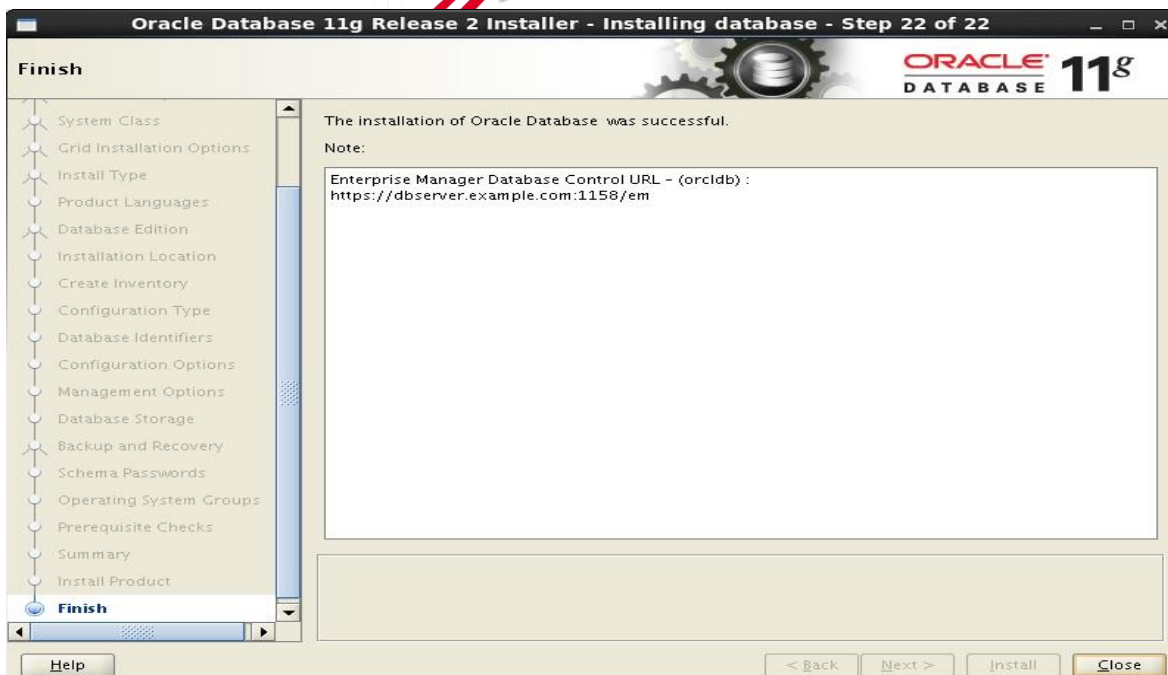 Oracle Database 11g Release 2 Installer - Installing database - Step 22 of 22
Finish
ORACLE 11g
DATABASE
System Class
Grid Installation Options
Install Type
Product Languages
Database Edition
Installation Location
Create Inventory
Configuration Type
Database Identifiers
Configuration Options
Management Options
Database Storage
Backup and Recovery
Schema Passwords
Operating System Groups
Prerequisite Checks
Summary
Install Product
Finish
The installation of Oracle Database was successful.
Note:
Enterprise Manager Database Control URL - (orcldb) :
https://dbserver.example.com:1158/em
Help
< Back
Next >
Install
Close